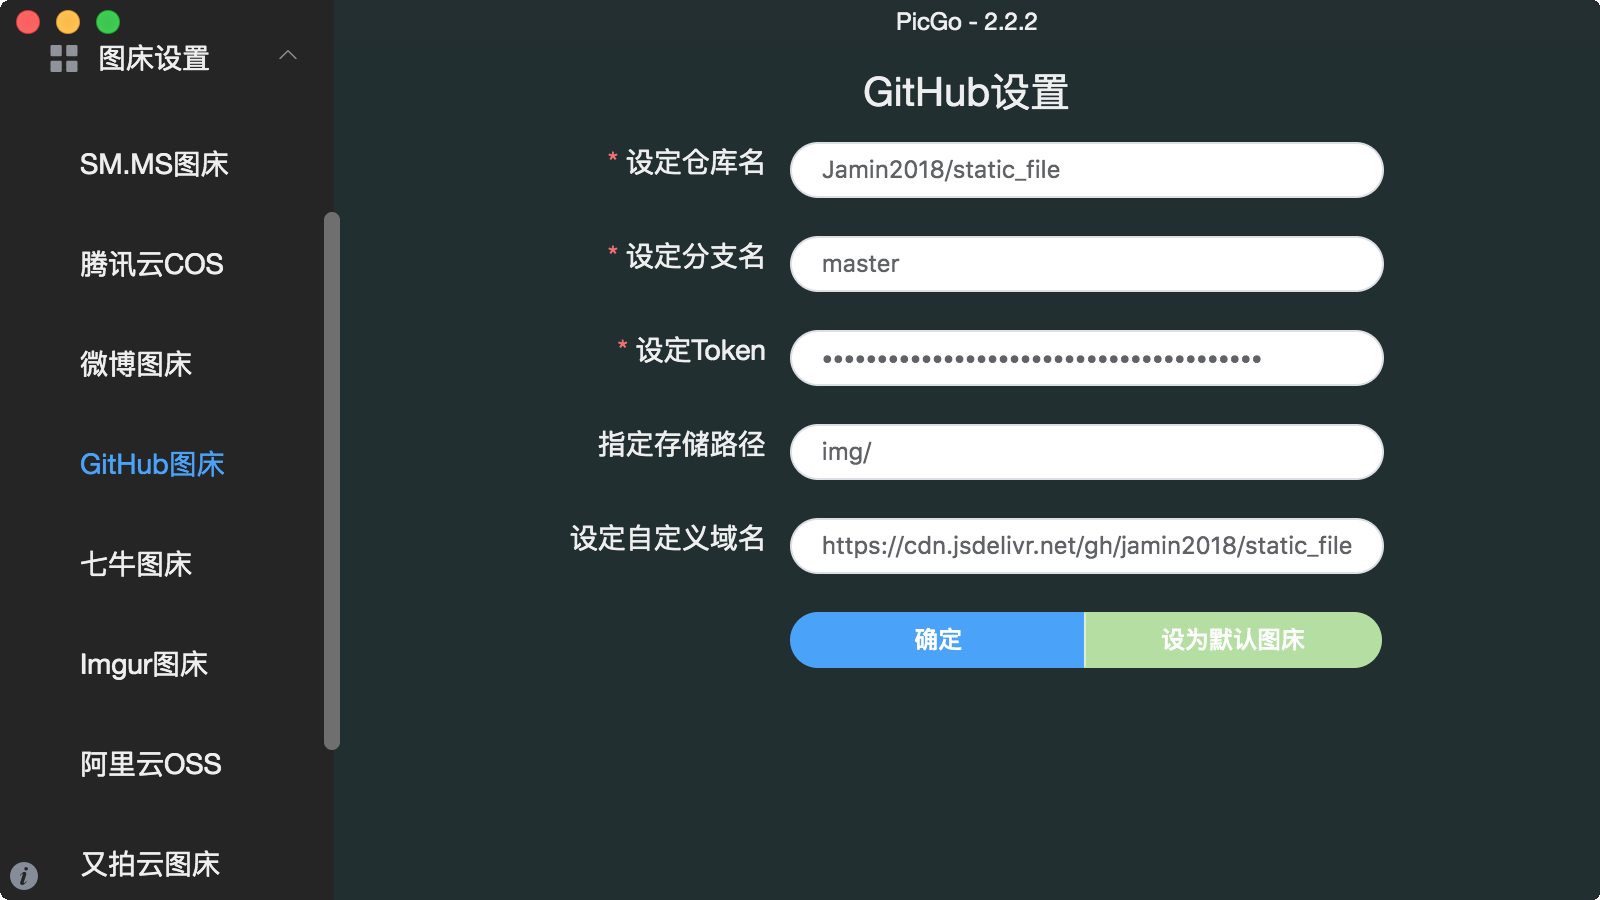 PicGo - 2.2.2
图床设置
SM.MS图床
腾讯云COS
微博图床
GitHub图床
七牛图床
Imgur图床
阿里云OSS
又拍云图床
GitHub设置
* 设定仓库名
Jamin2018/static_file
* 设定分支名
master
* 设定Token
••••••••••••••••••••••••••••••••••••••••
指定存储路径
img/
设定自定义域名
https://cdn.jsdelivr.net/gh/jamin2018/static_file
确定
设为默认图床